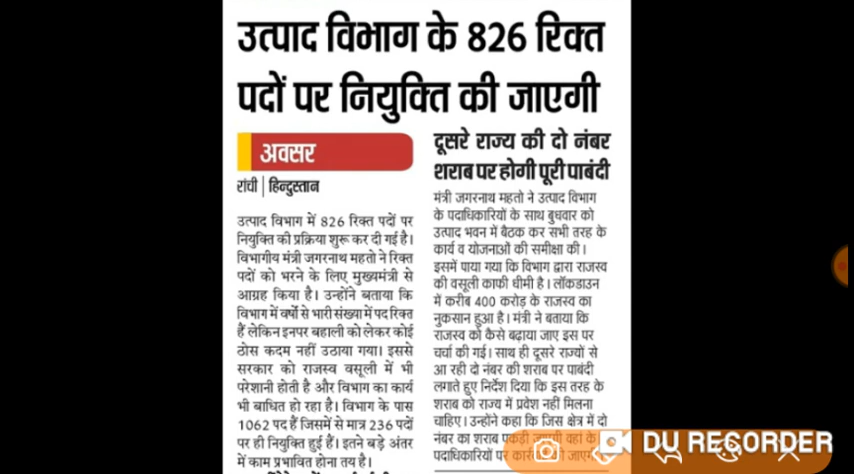 उत्पाद विभाग के 826 रिक्त
पदों पर नियुक्ति की जाएगी
अवसर
रांची | हिन्दुस्तान
उत्पाद विभाग में 826 रिक्त पदों पर
नियुक्ति की प्रक्रिया शुरू कर दी गई है।
विभागीय मंत्री जगरनाथ महतो ने रिक्त
पदों को भरने के लिए मुख्यमंत्री से
आग्रह किया है। उन्होंने बताया कि
विभाग में वर्षों से भारी संख्या में पद रिक्त
हैं लेकिन इनपर बहाली को लेकर कोई
ठोस कदम नहीं उठाया गया। इससे
सरकार को राजस्व वसूली में भी
परेशानी होती है और विभाग का कार्य
भी बाधित हो रहा है। विभाग के पास
1062 पद हैं जिसमें से मात्र 236 पदों
पर ही नियुक्ति हुई हैं। इतने बड़े अंतर
में काम प्रभावित होना तय है।
दूसरे राज्य की दो नंबर
शराब पर होगी पूरी पाबंदी
मंत्री जगरनाथ महतो ने उत्पाद विभाग
के पदाधिकारियों के साथ बुधवार को
उत्पाद भवन में बैठक कर सभी तरह के
कार्य व योजनाओं की समीक्षा की।
इसमें पाया गया कि विभाग द्वारा राजस्व
की वसूली काफी धीमी है। लॉकडाउन
में करीब 400 करोड़ के राजस्व का
नुकसान हुआ है। मंत्री ने बताया कि
राजस्व को कैसे बढ़ाया जाए इस पर
चर्चा की गई। साथ ही दूसरे राज्यों से
आ रही दो नंबर की शराब पर पाबंदी
लगाते हुए निर्देश दिया कि इस तरह के
शराब को राज्य में प्रवेश नहीं मिलना
चाहिए। उन्होंने कहा कि जिस क्षेत्र में दो
नंबर का शराब पकड़ी जाएगी वहां के
पदाधिकारियों पर
DU RECORDER